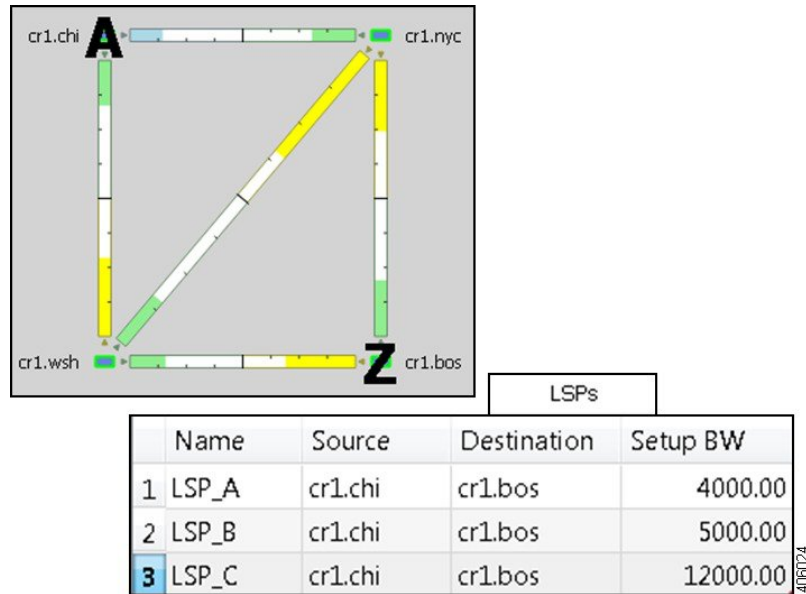 cr1.chi A cr1.nyc
cr1.wsh Z cr1.bos
LSPs
Name Source Destination Setup BW
1 LSP_A cr1.chi cr1.bos 4000.00
2 LSP_B cr1.chi cr1.bos 5000.00
3 LSP_C cr1.chi cr1.bos 12000.00
406024